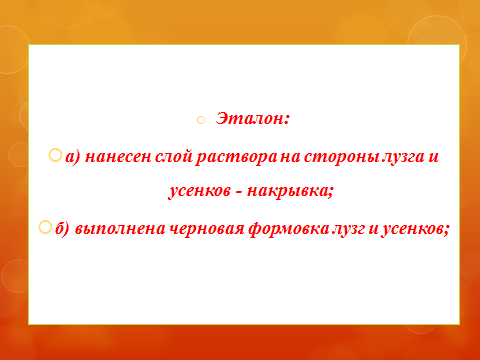 Эталон:
а) нанесен слой раствора на стороны лузга и
усенков - накрывка;
б) выполнена черновая формовка лузг и усенков;